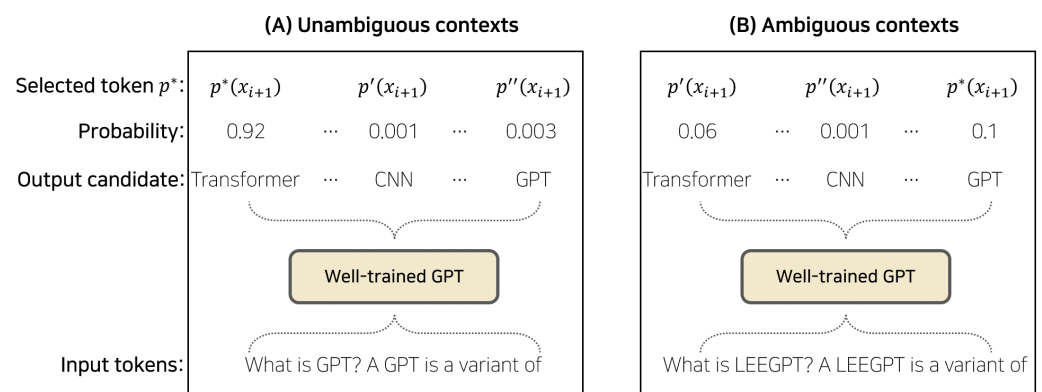 (A) Unambiguous contexts (B) Ambiguous contexts
Selected token p*: p*(x_{i+1}) p′(x_{i+1}) p″(x_{i+1}) p′(x_{i+1}) p″(x_{i+1}) p*(x_{i+1})
Probability: 0.92 ... 0.001 ... 0.003 0.06 ... 0.001 ... 0.1
Output candidate: Transformer ... CNN ... GPT Transformer ... CNN ... GPT
Well-trained GPT Well-trained GPT
Input tokens: What is GPT? A GPT is a variant of What is LEEGPT? A LEEGPT is a variant of